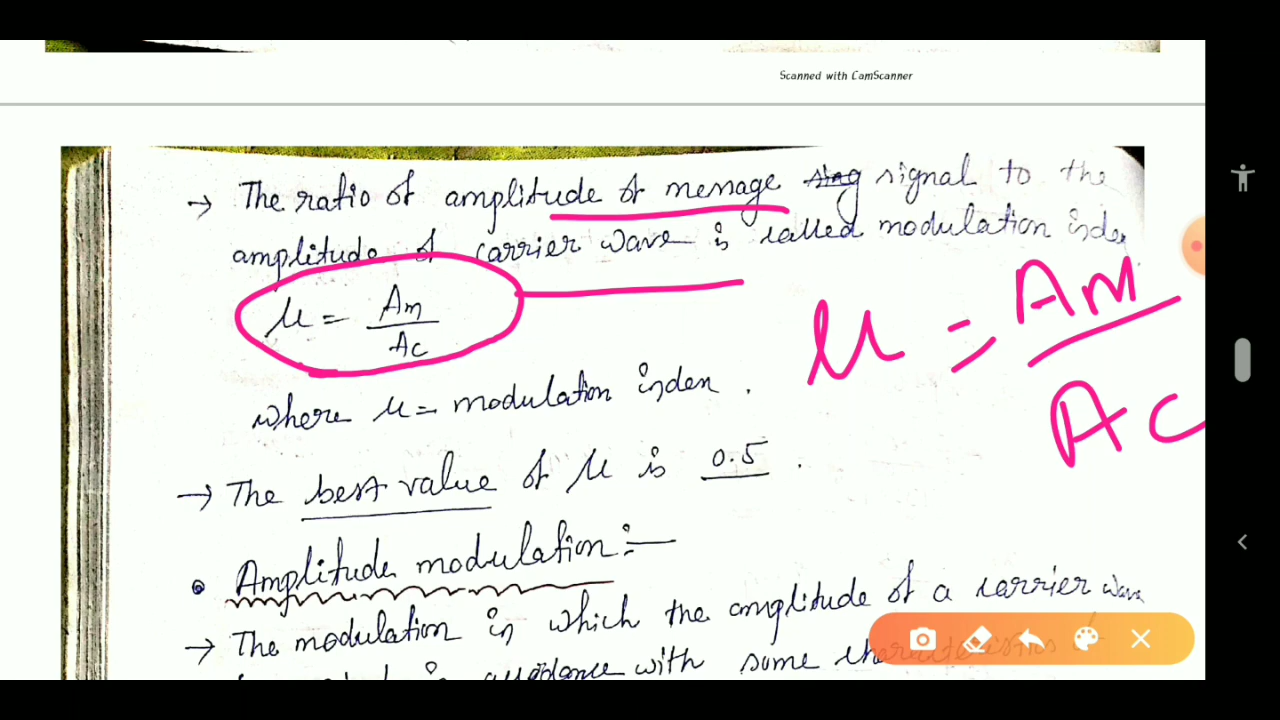 Scanned with CamScanner
→ The ratio of amplitude of message signal to the
amplitude of carrier wave is called modulation index
μ = Am
Ac
μ = Am
Ac
where μ = modulation index .
→ The best value of μ is 0.5 .
• Amplitude modulation :—
→ The modulation in which the amplitude of a carrier wave
with some